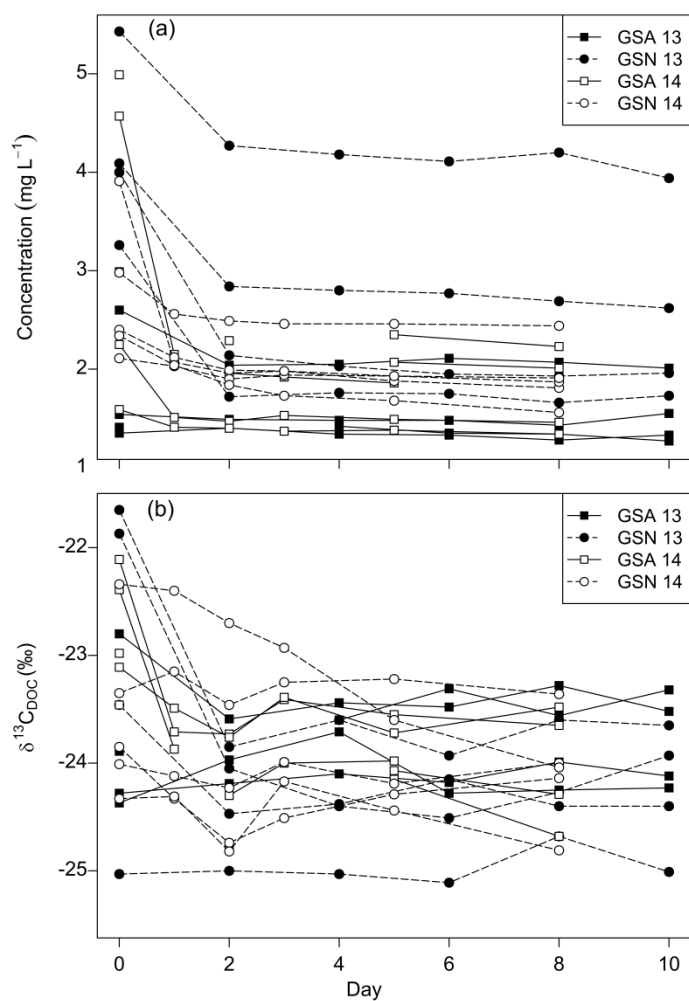 (a)
GSA 13
GSN 13
GSA 14
GSN 14
5
4
3
2
1
Concentration (mg L⁻¹)
(b)
GSA 13
GSN 13
GSA 14
GSN 14
-22
-23
-24
-25
δ ¹³C_DOC (‰)
0 2 4 6 8 10
Day